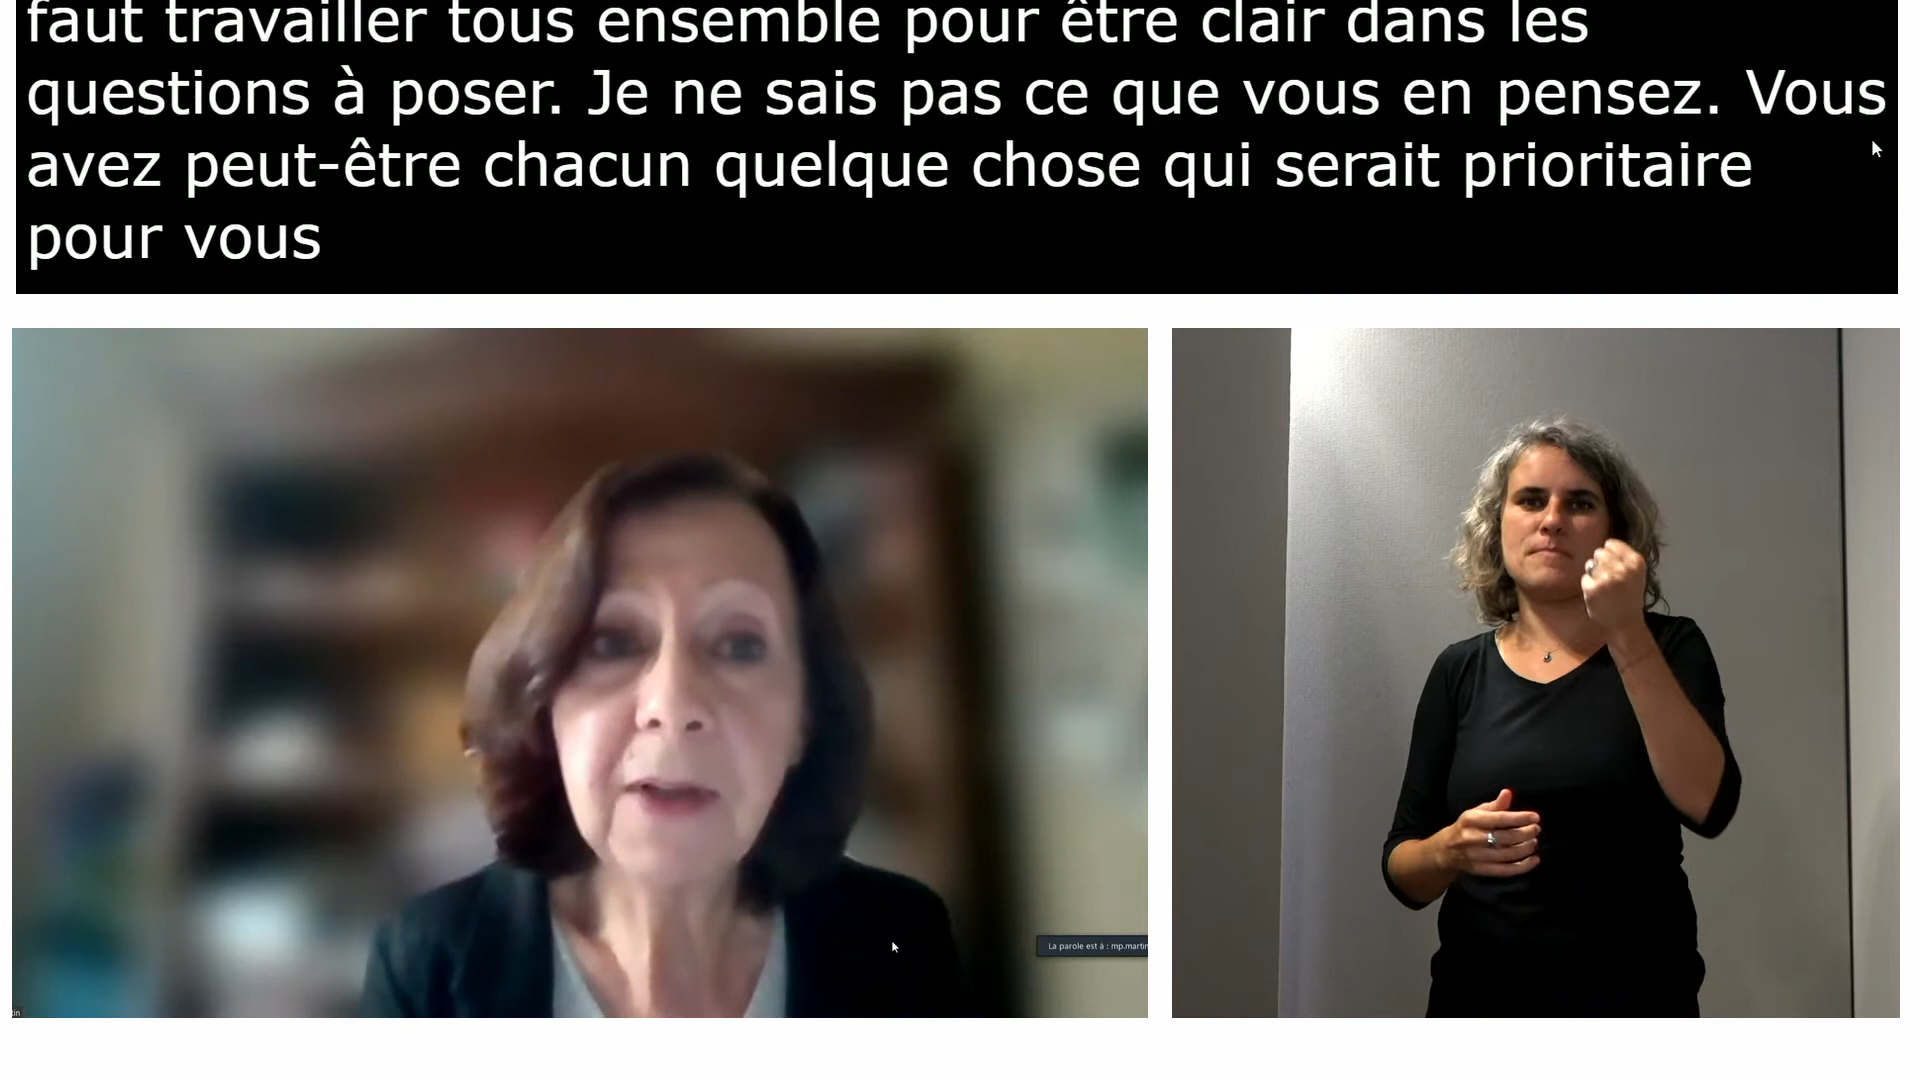 faut travailler tous ensemble pour être clair dans les
questions à poser. Je ne sais pas ce que vous en pensez. Vous
avez peut-être chacun quelque chose qui serait prioritaire
pour vous
La parole est à : mp.martin
tin